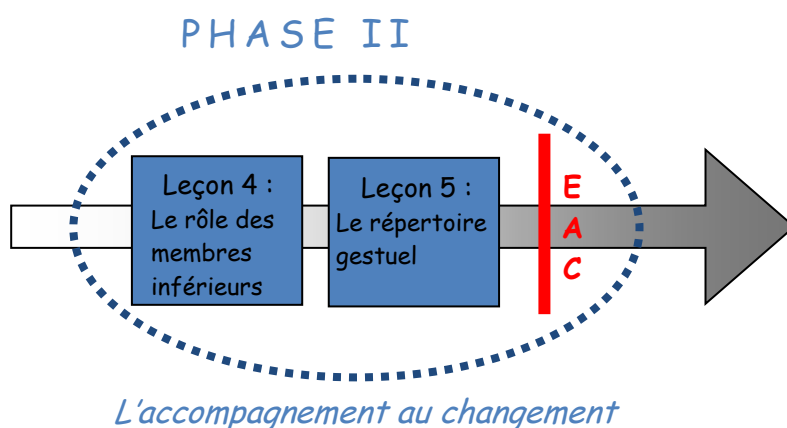 PHASE II
Leçon 4 :
Le rôle des
membres
inférieurs
Leçon 5 :
Le répertoire
gestuel
E
A
C
L'accompagnement au changement